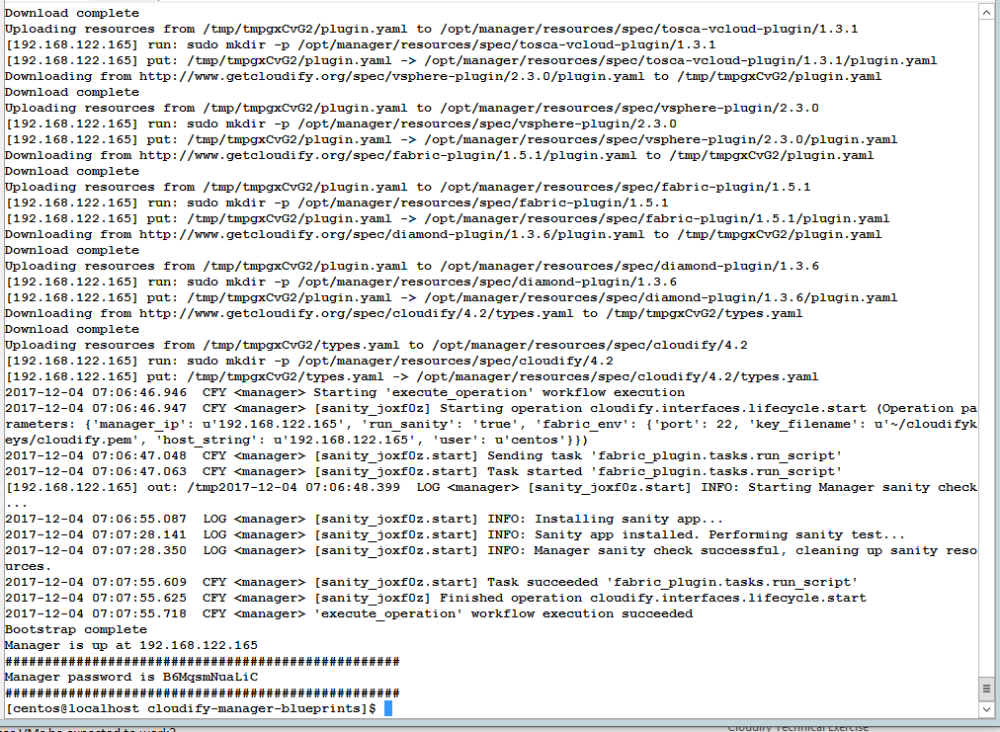 Download complete
Uploading resources from /tmp/tmpgxCvG2/plugin.yaml to /opt/manager/resources/spec/tosca-vcloud-plugin/1.3.1
[192.168.122.165] run: sudo mkdir -p /opt/manager/resources/spec/tosca-vcloud-plugin/1.3.1
[192.168.122.165] put: /tmp/tmpgxCvG2/plugin.yaml -> /opt/manager/resources/spec/tosca-vcloud-plugin/1.3.1/plugin.yaml
Downloading from http://www.getcloudify.org/spec/vsphere-plugin/2.3.0/plugin.yaml to /tmp/tmpgxCvG2/plugin.yaml
Download complete
Uploading resources from /tmp/tmpgxCvG2/plugin.yaml to /opt/manager/resources/spec/vsphere-plugin/2.3.0
[192.168.122.165] run: sudo mkdir -p /opt/manager/resources/spec/vsphere-plugin/2.3.0
[192.168.122.165] put: /tmp/tmpgxCvG2/plugin.yaml -> /opt/manager/resources/spec/vsphere-plugin/2.3.0/plugin.yaml
Downloading from http://www.getcloudify.org/spec/fabric-plugin/1.5.1/plugin.yaml to /tmp/tmpgxCvG2/plugin.yaml
Download complete
Uploading resources from /tmp/tmpgxCvG2/plugin.yaml to /opt/manager/resources/spec/fabric-plugin/1.5.1
[192.168.122.165] run: sudo mkdir -p /opt/manager/resources/spec/fabric-plugin/1.5.1
[192.168.122.165] put: /tmp/tmpgxCvG2/plugin.yaml -> /opt/manager/resources/spec/fabric-plugin/1.5.1/plugin.yaml
Downloading from http://www.getcloudify.org/spec/diamond-plugin/1.3.6/plugin.yaml to /tmp/tmpgxCvG2/plugin.yaml
Download complete
Uploading resources from /tmp/tmpgxCvG2/plugin.yaml to /opt/manager/resources/spec/diamond-plugin/1.3.6
[192.168.122.165] run: sudo mkdir -p /opt/manager/resources/spec/diamond-plugin/1.3.6
[192.168.122.165] put: /tmp/tmpgxCvG2/plugin.yaml -> /opt/manager/resources/spec/diamond-plugin/1.3.6/plugin.yaml
Downloading from http://www.getcloudify.org/spec/cloudify/4.2/types.yaml to /tmp/tmpgxCvG2/types.yaml
Download complete
Uploading resources from /tmp/tmpgxCvG2/types.yaml to /opt/manager/resources/spec/cloudify/4.2
[192.168.122.165] run: sudo mkdir -p /opt/manager/resources/spec/cloudify/4.2
[192.168.122.165] put: /tmp/tmpgxCvG2/types.yaml -> /opt/manager/resources/spec/cloudify/4.2/types.yaml
2017-12-04 07:06:46.946  CFY <manager> Starting 'execute_operation' workflow execution
2017-12-04 07:06:46.947  CFY <manager> [sanity_joxf0z] Starting operation cloudify.interfaces.lifecycle.start (Operation pa
rameters: {'manager_ip': u'192.168.122.165', 'run_sanity': 'true', 'fabric_env': {'port': 22, 'key_filename': u'~/cloudifyk
eys/cloudify.pem', 'host_string': u'192.168.122.165', 'user': u'centos'}})
2017-12-04 07:06:47.048  CFY <manager> [sanity_joxf0z.start] Sending task 'fabric_plugin.tasks.run_script'
2017-12-04 07:06:47.063  CFY <manager> [sanity_joxf0z.start] Task started 'fabric_plugin.tasks.run_script'
[192.168.122.165] out: /tmp2017-12-04 07:06:48.399  LOG <manager> [sanity_joxf0z.start] INFO: Starting Manager sanity check
...
2017-12-04 07:06:55.087  LOG <manager> [sanity_joxf0z.start] INFO: Installing sanity app...
2017-12-04 07:07:28.141  LOG <manager> [sanity_joxf0z.start] INFO: Sanity app installed. Performing sanity test...
2017-12-04 07:07:28.350  LOG <manager> [sanity_joxf0z.start] INFO: Manager sanity check successful, cleaning up sanity reso
urces.
2017-12-04 07:07:55.609  CFY <manager> [sanity_joxf0z.start] Task succeeded 'fabric_plugin.tasks.run_script'
2017-12-04 07:07:55.625  CFY <manager> [sanity_joxf0z] Finished operation cloudify.interfaces.lifecycle.start
2017-12-04 07:07:55.718  CFY <manager> 'execute_operation' workflow execution succeeded
Bootstrap complete
Manager is up at 192.168.122.165
##################################################
Manager password is B6MqsmNuaLiC
##################################################
[centos@localhost cloudify-manager-blueprints]$
VMs be expected to work?
Cloudify Technical Exercise